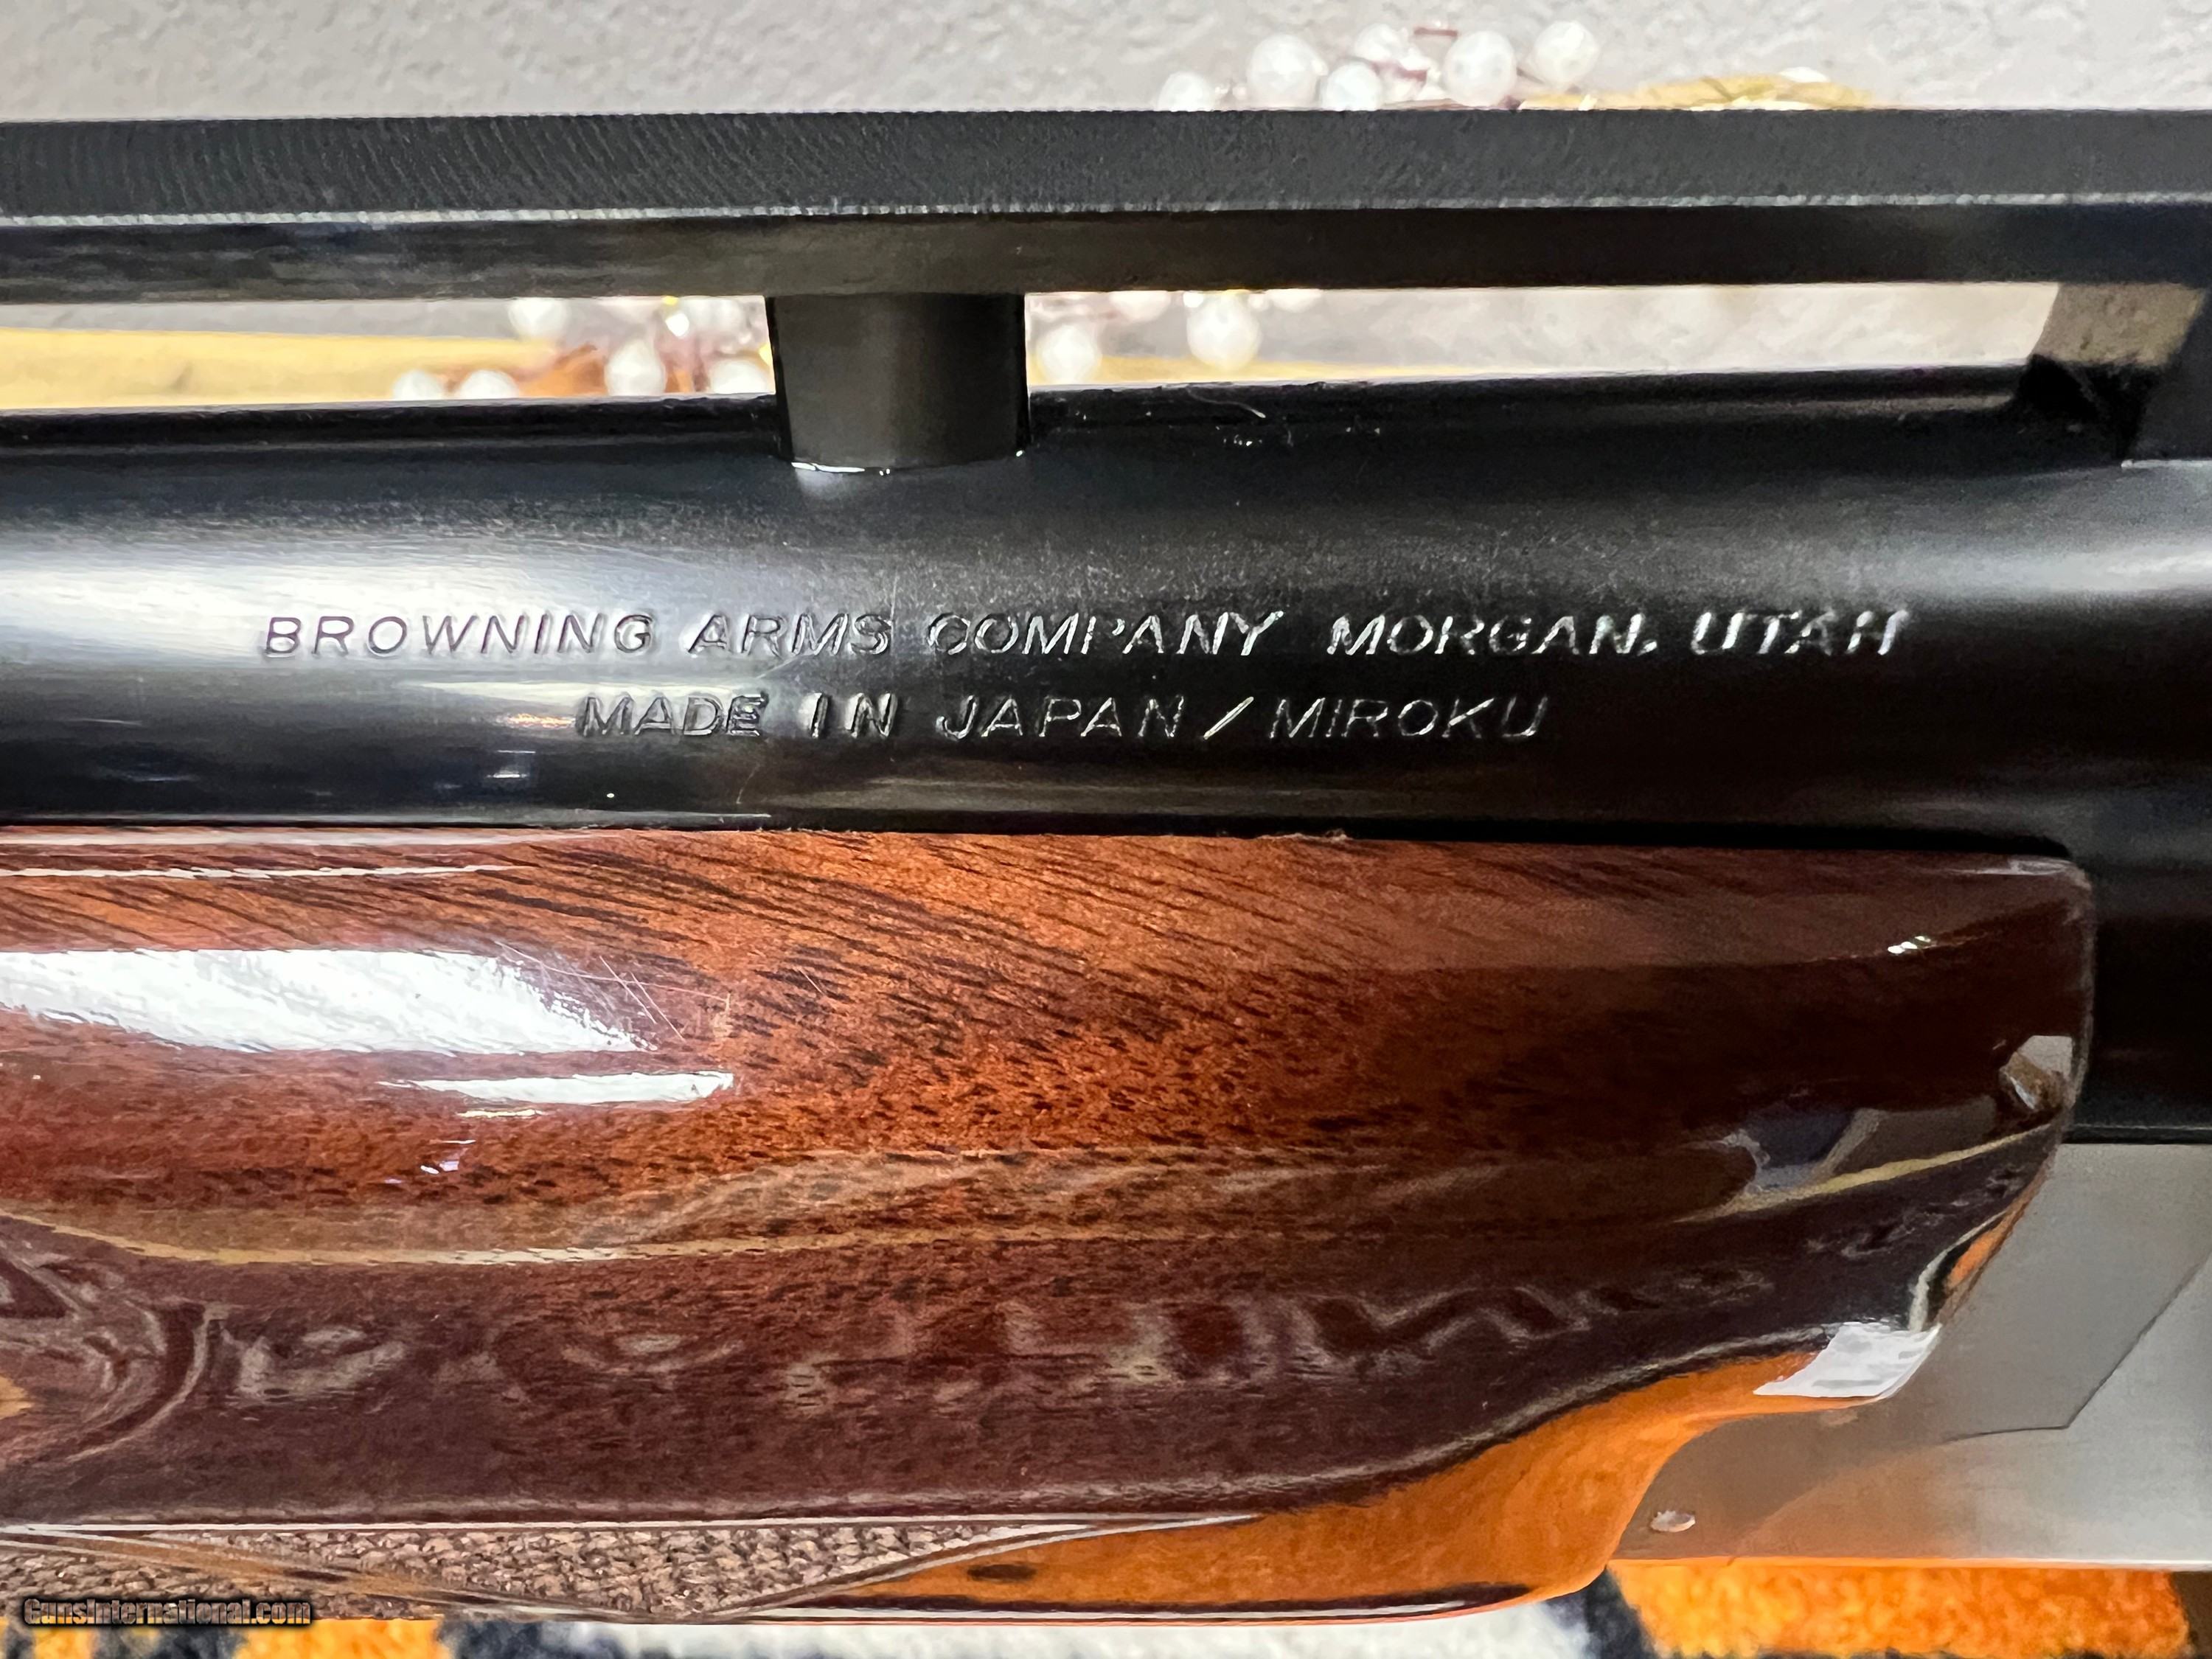 BROWNING ARMS COMPANY MORGAN, UTAH
MADE IN JAPAN / MIROKU
GunsInternational.com